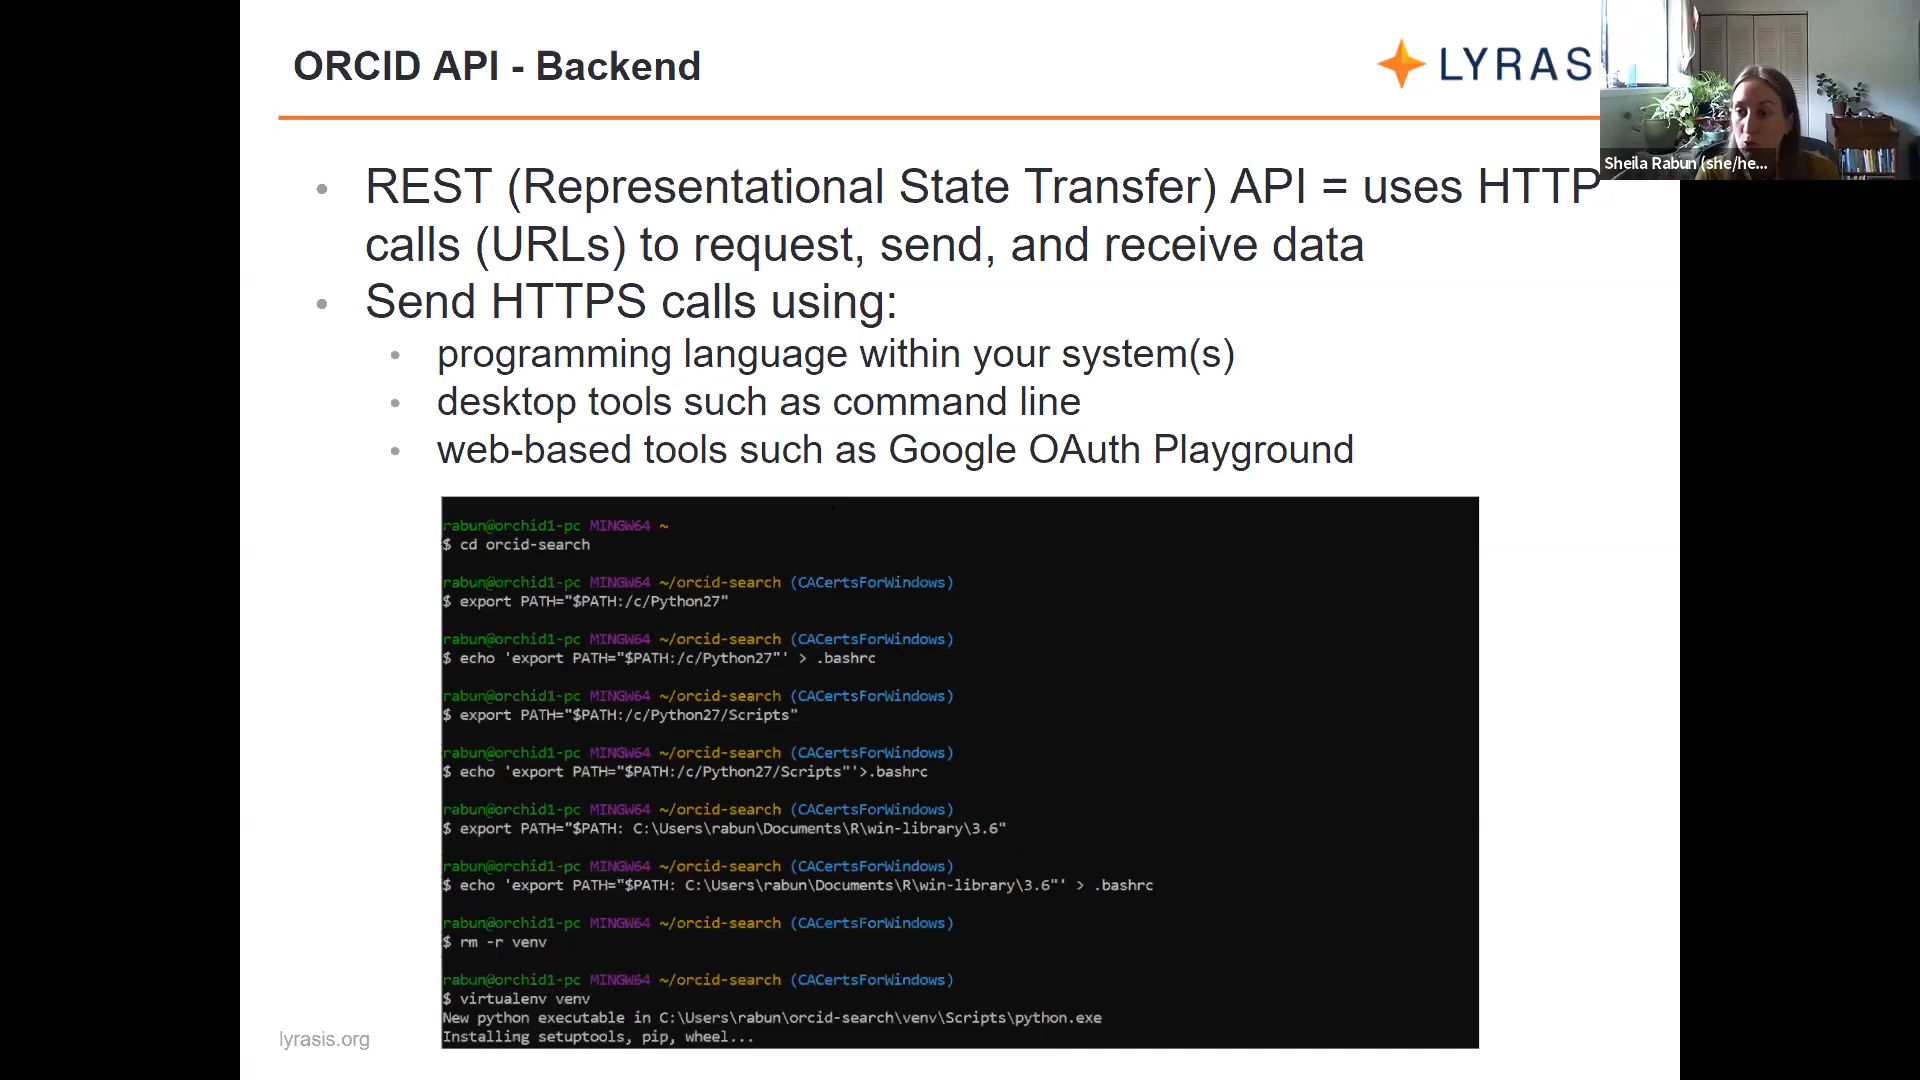 ORCID API - Backend
LYRAS
Sheila Rabun (she/he...
• REST (Representational State Transfer) API = uses HTTP
calls (URLs) to request, send, and receive data
• Send HTTPS calls using:
• programming language within your system(s)
• desktop tools such as command line
• web-based tools such as Google OAuth Playground
rabun@orchid1-pc MINGW64 ~
$ cd orcid-search
rabun@orchid1-pc MINGW64 ~/orcid-search (CACertsForWindows)
$ export PATH="$PATH:/c/Python27"
rabun@orchid1-pc MINGW64 ~/orcid-search (CACertsForWindows)
$ echo 'export PATH="$PATH:/c/Python27"' > .bashrc
rabun@orchid1-pc MINGW64 ~/orcid-search (CACertsForWindows)
$ export PATH="$PATH:/c/Python27/Scripts"
rabun@orchid1-pc MINGW64 ~/orcid-search (CACertsForWindows)
$ echo 'export PATH="$PATH:/c/Python27/Scripts"'>.bashrc
rabun@orchid1-pc MINGW64 ~/orcid-search (CACertsForWindows)
$ export PATH="$PATH: C:\Users\rabun\Documents\R\win-library\3.6"
rabun@orchid1-pc MINGW64 ~/orcid-search (CACertsForWindows)
$ echo 'export PATH="$PATH: C:\Users\rabun\Documents\R\win-library\3.6"' > .bashrc
rabun@orchid1-pc MINGW64 ~/orcid-search (CACertsForWindows)
$ rm -r venv
rabun@orchid1-pc MINGW64 ~/orcid-search (CACertsForWindows)
$ virtualenv venv
New python executable in C:\Users\rabun\orcid-search\venv\Scripts\python.exe
Installing setuptools, pip, wheel...
lyrasis.org